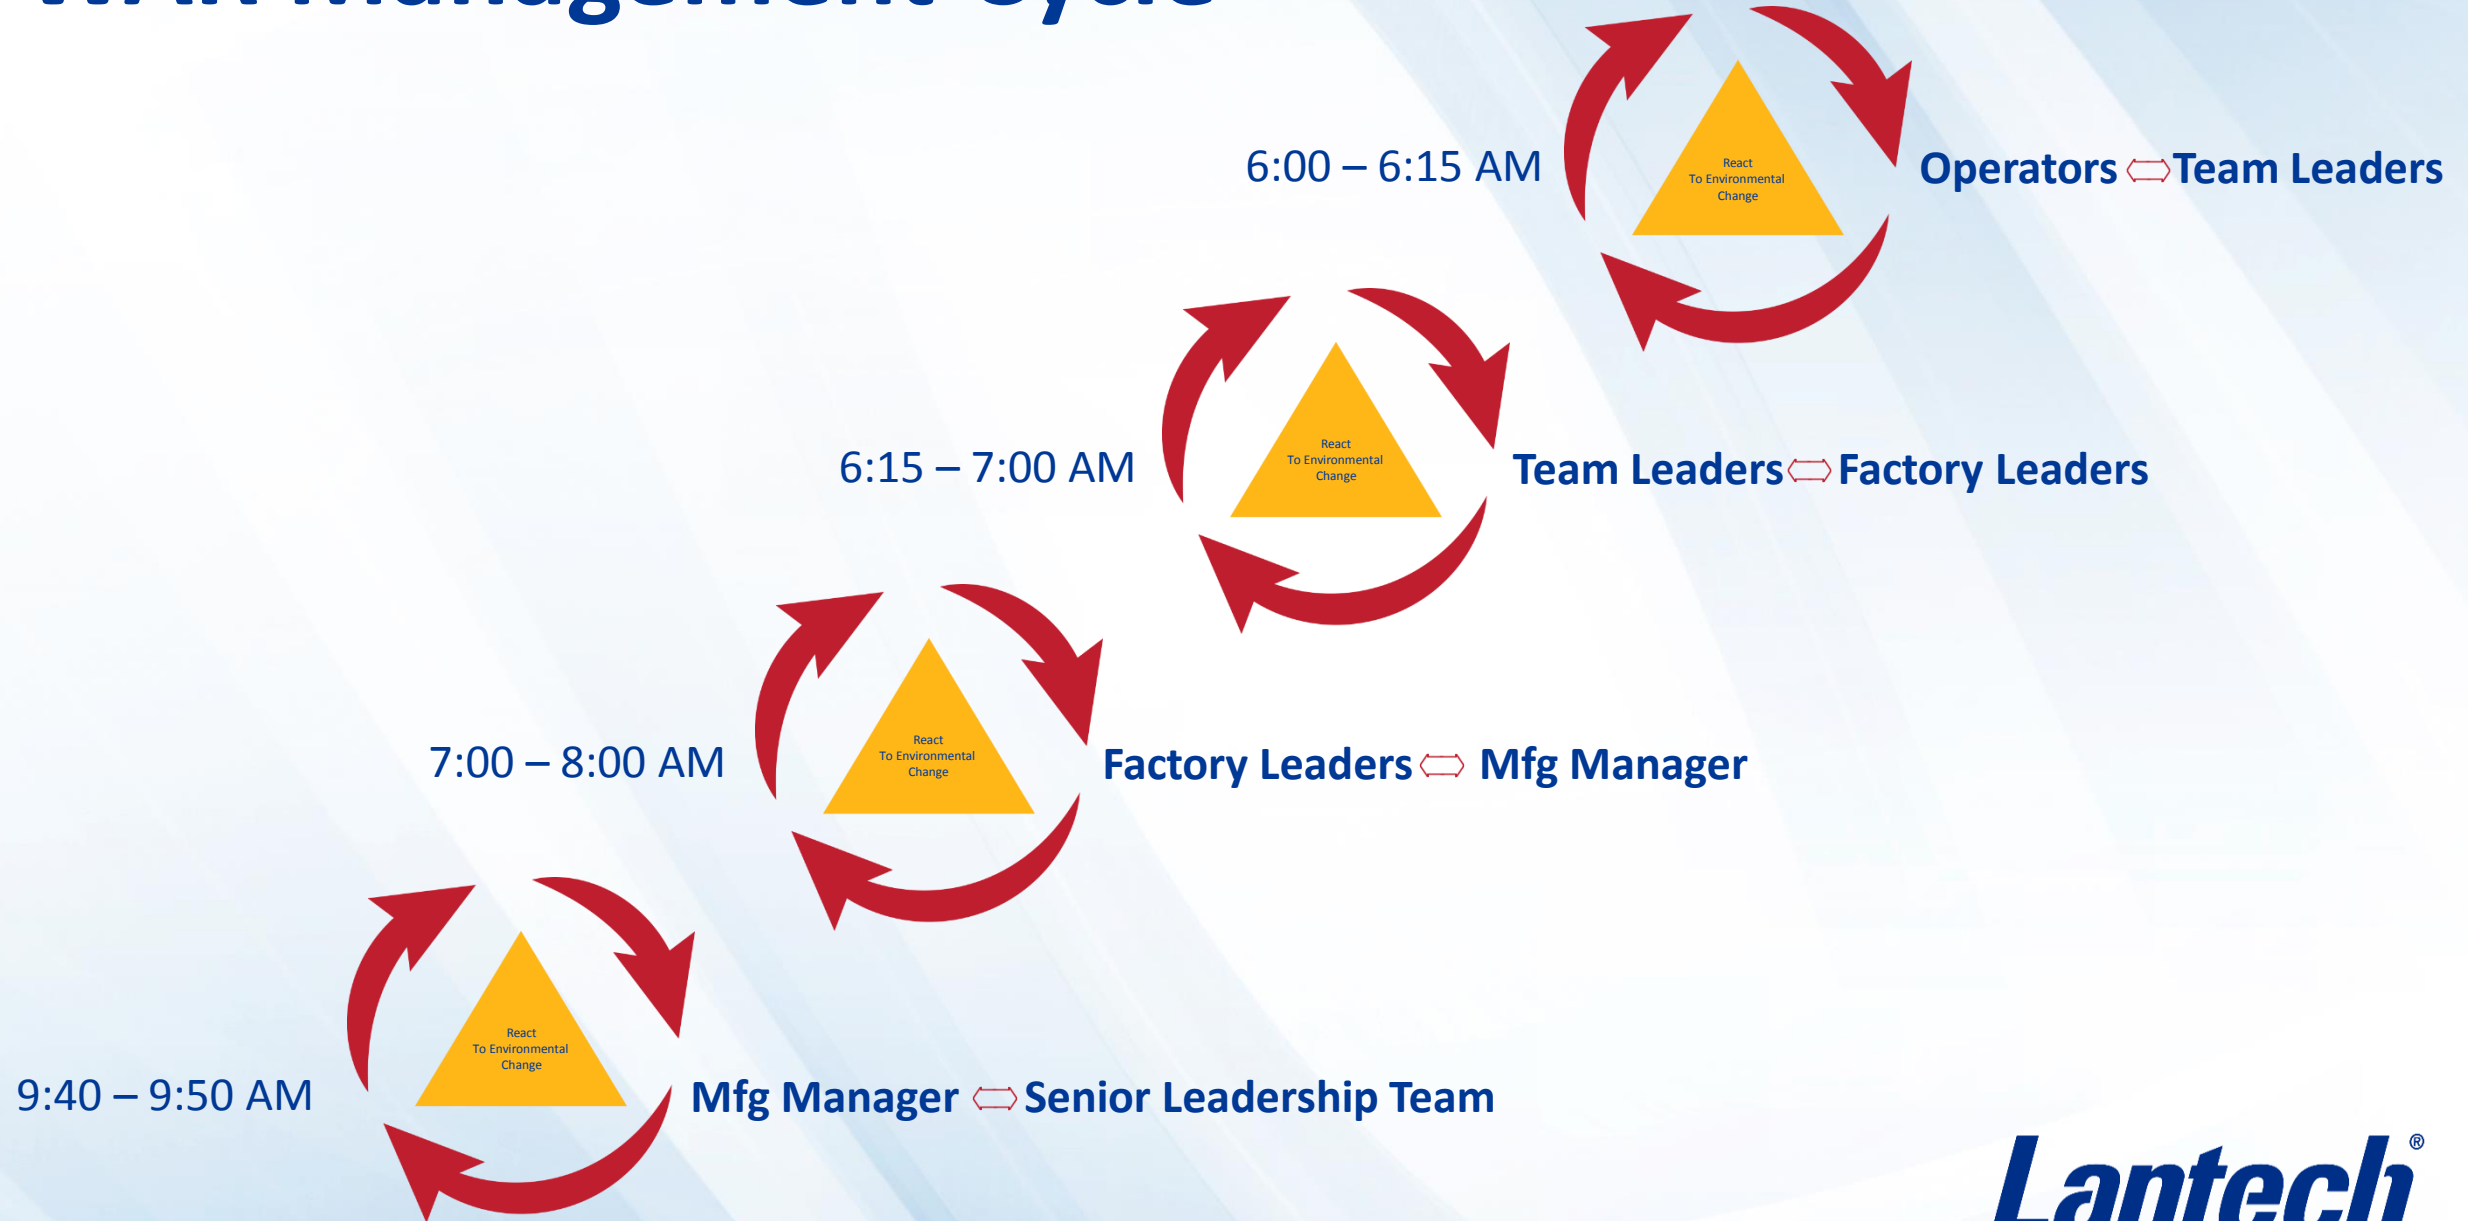 Management Cycle
6:00 – 6:15 AM
React
To Environmental
Change
Operators Team Leaders
6:15 – 7:00 AM
React
To Environmental
Change
Team Leaders Factory Leaders
7:00 – 8:00 AM
React
To Environmental
Change
Factory Leaders Mfg Manager
9:40 – 9:50 AM
React
To Environmental
Change
Mfg Manager Senior Leadership Team
Lantech®